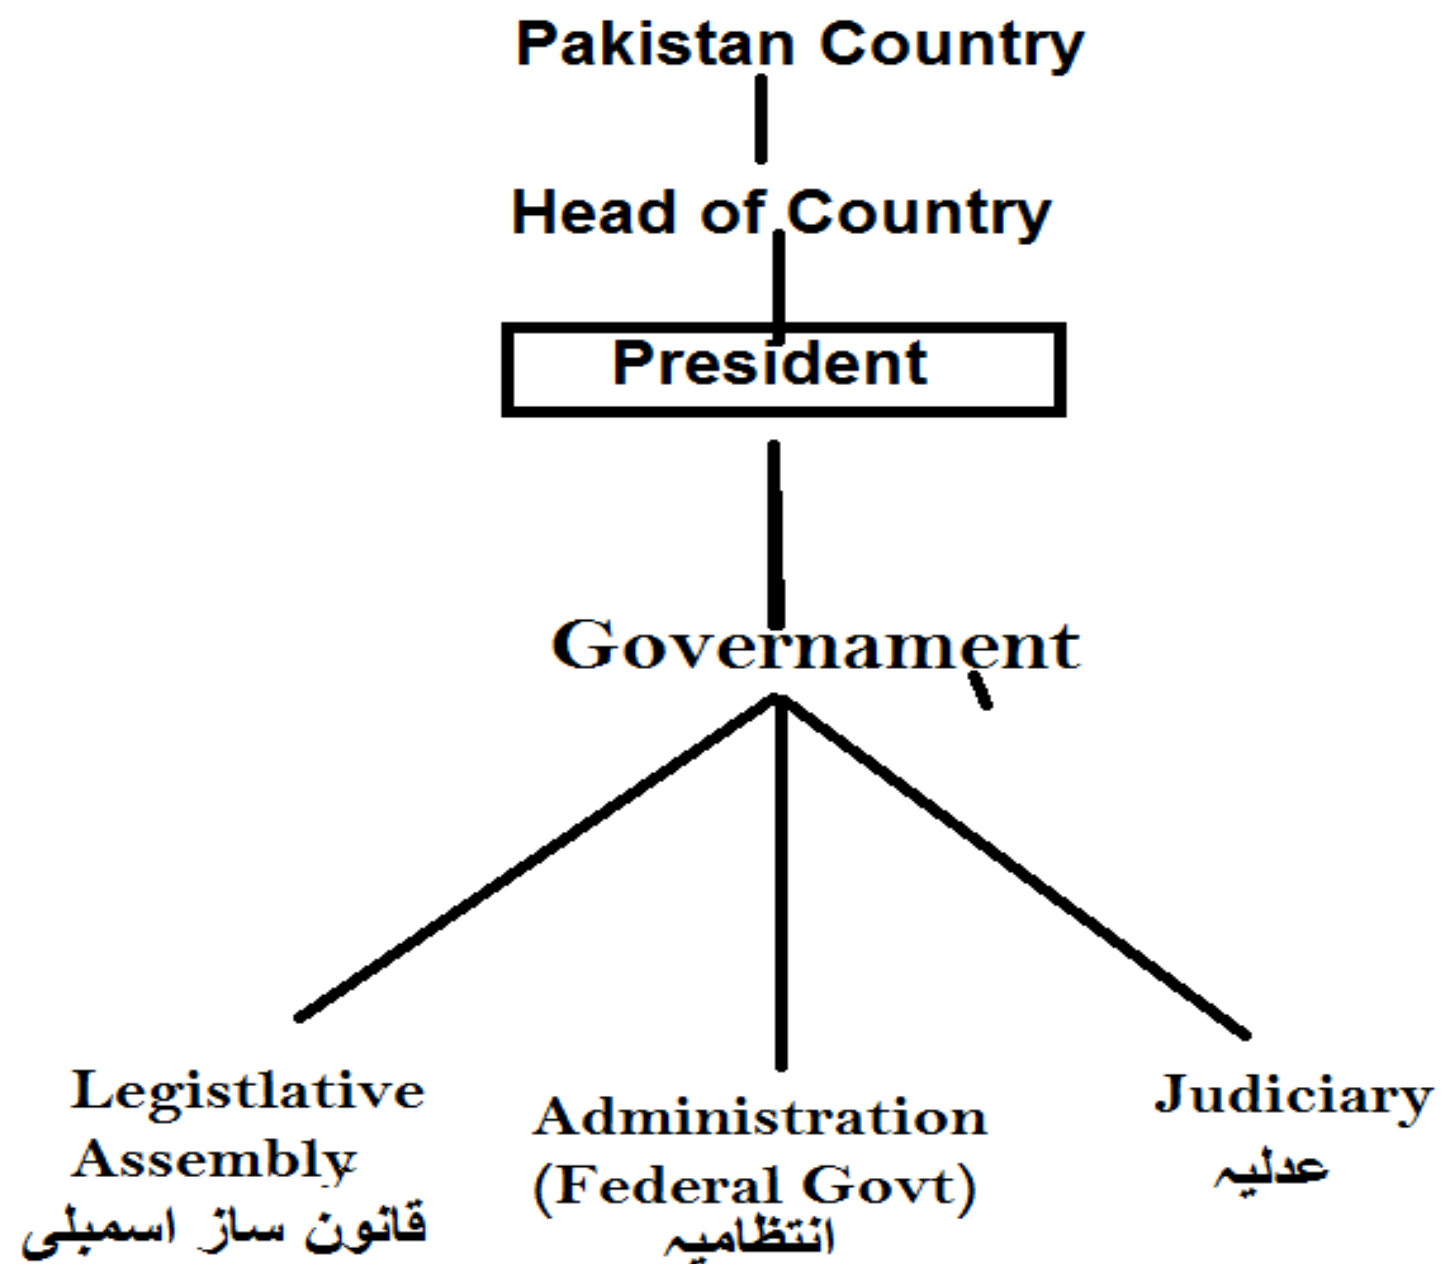 Pakistan Country
Head of Country
President
Governament
Legistlative
Assembly
قانون ساز اسمبلی
Administration
(Federal Govt)
انتظامیہ
Judiciary
عدلیہ